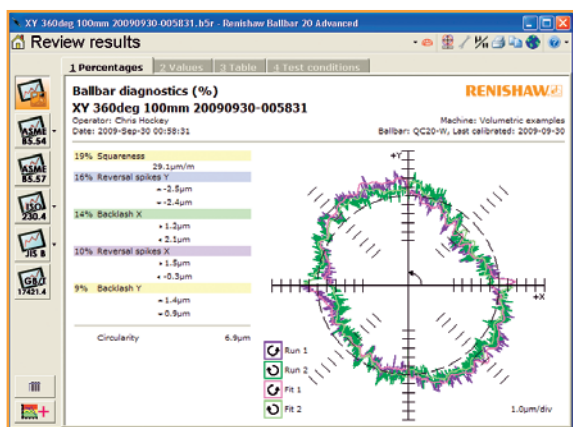 XY 360deg 100mm 20090930-005831.b5r - Renishaw Ballbar 20 Advanced
Review results
1 Percentages 2 Values 3 Table 4 Test conditions
Ballbar diagnostics (%)
RENISHAW
XY 360deg 100mm 20090930-005831
Operator: Chris Hockey
Machine: Volumetric examples
Date: 2009-Sep-30 00:58:31
Ballbar: QC20-W, Last calibrated: 2009-09-30
ASME B5.54
ASME B5.57
ISO 230.4
JIS B
GB/T 17421.4
19% Squareness
29.1µm/m
16% Reversal spikes Y
-2.5µm
-2.4µm
14% Backlash X
1.2µm
2.1µm
10% Reversal spikes X
1.5µm
-0.3µm
9% Backlash Y
1.4µm
0.9µm
Circularity 6.9µm
+Y
+X
Run 1
Run 2
Fit 1
Fit 2
1.0µm/div